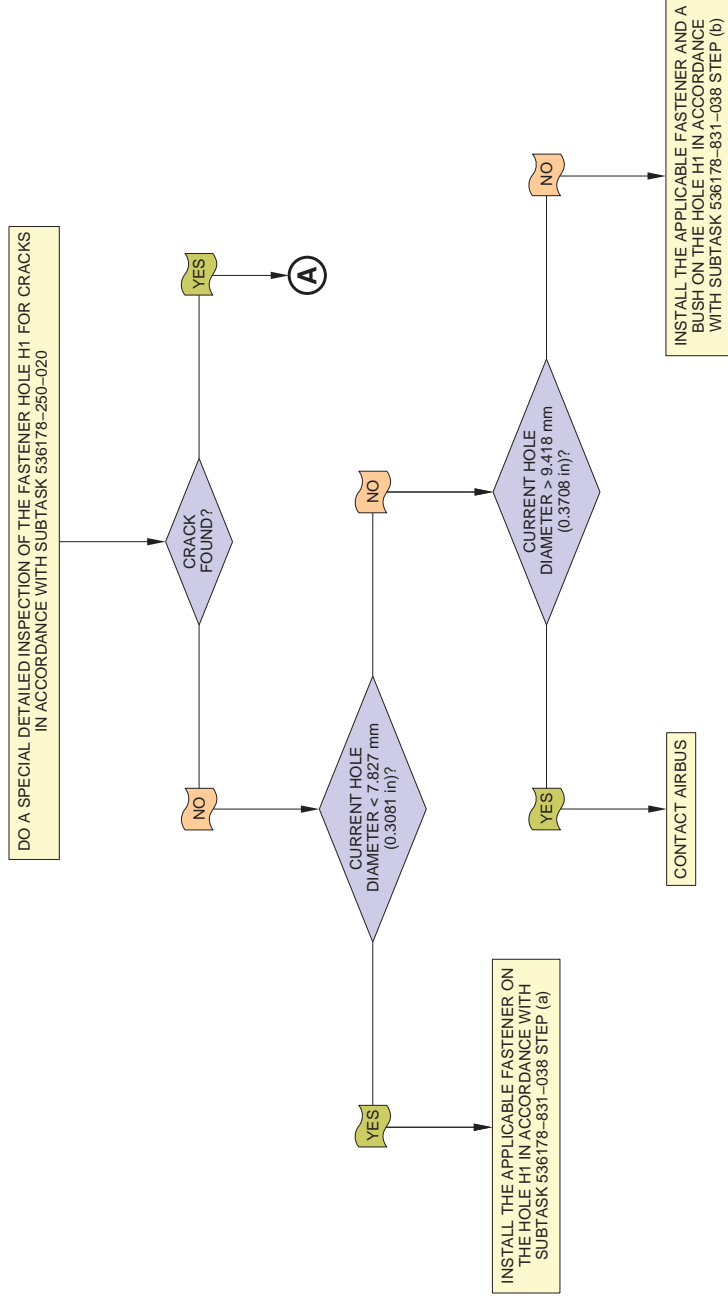 DO A SPECIAL DETAILED INSPECTION OF THE FASTENER HOLE H1 FOR CRACKS
IN ACCORDANCE WITH SUBTASK 536178−250−020
CRACK
FOUND?
NO
YES
A
CURRENT HOLE
DIAMETER < 7.827 mm
(0.3081 in)?
YES
NO
INSTALL THE APPLICABLE FASTENER ON
THE HOLE H1 IN ACCORDANCE WITH
SUBTASK 536178−831−038 STEP (a)
CURRENT HOLE
DIAMETER > 9.418 mm
(0.3708 in)?
YES
NO
CONTACT AIRBUS
INSTALL THE APPLICABLE FASTENER AND A
BUSH ON THE HOLE H1 IN ACCORDANCE
WITH SUBTASK 536178−831−038 STEP (b)